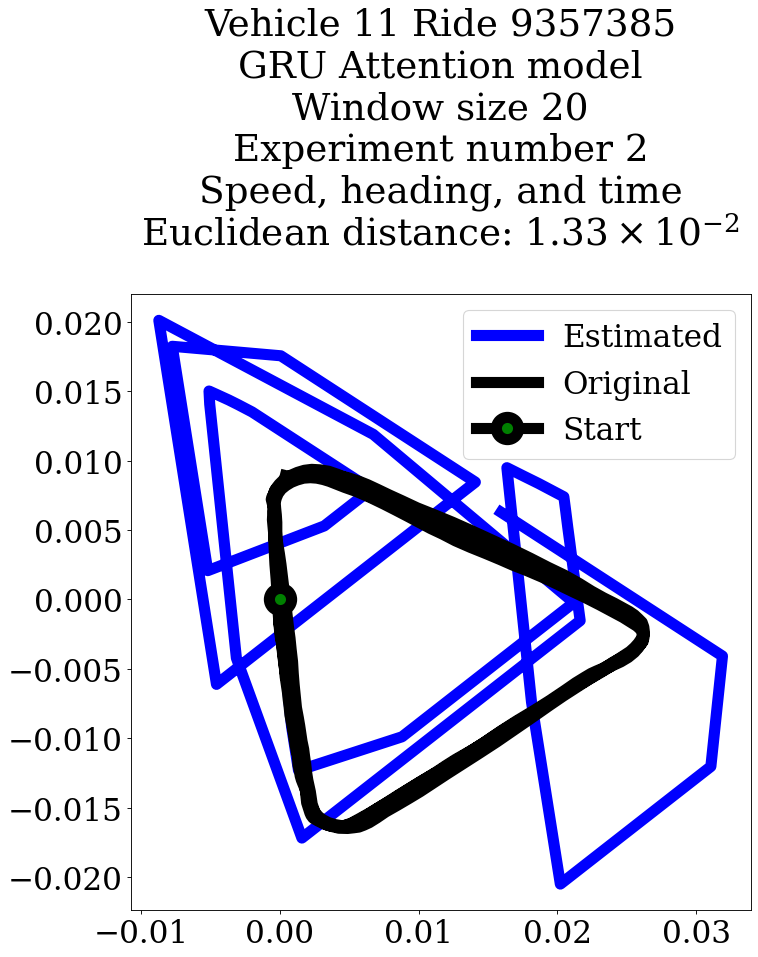 Vehicle 11 Ride 9357385
GRU Attention model
Window size 20
Experiment number 2
Speed, heading, and time
Euclidean distance: 1.33 × 10⁻²
Estimated
Original
Start
0.020
0.015
0.010
0.005
0.000
−0.005
−0.010
−0.015
−0.020
−0.01 0.00 0.01 0.02 0.03